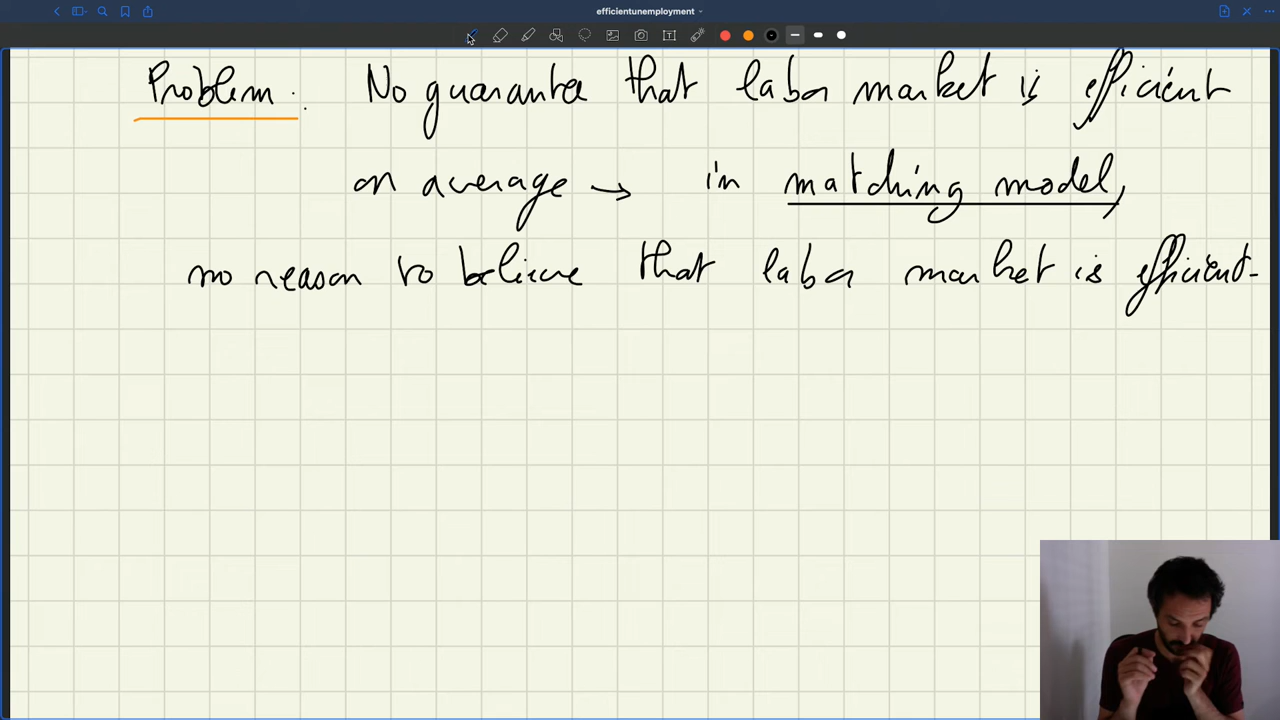 efficientunemployment
Problem: No guarantee that labor market is efficient
on average → in matching model,
no reason to believe that labor market is efficient.